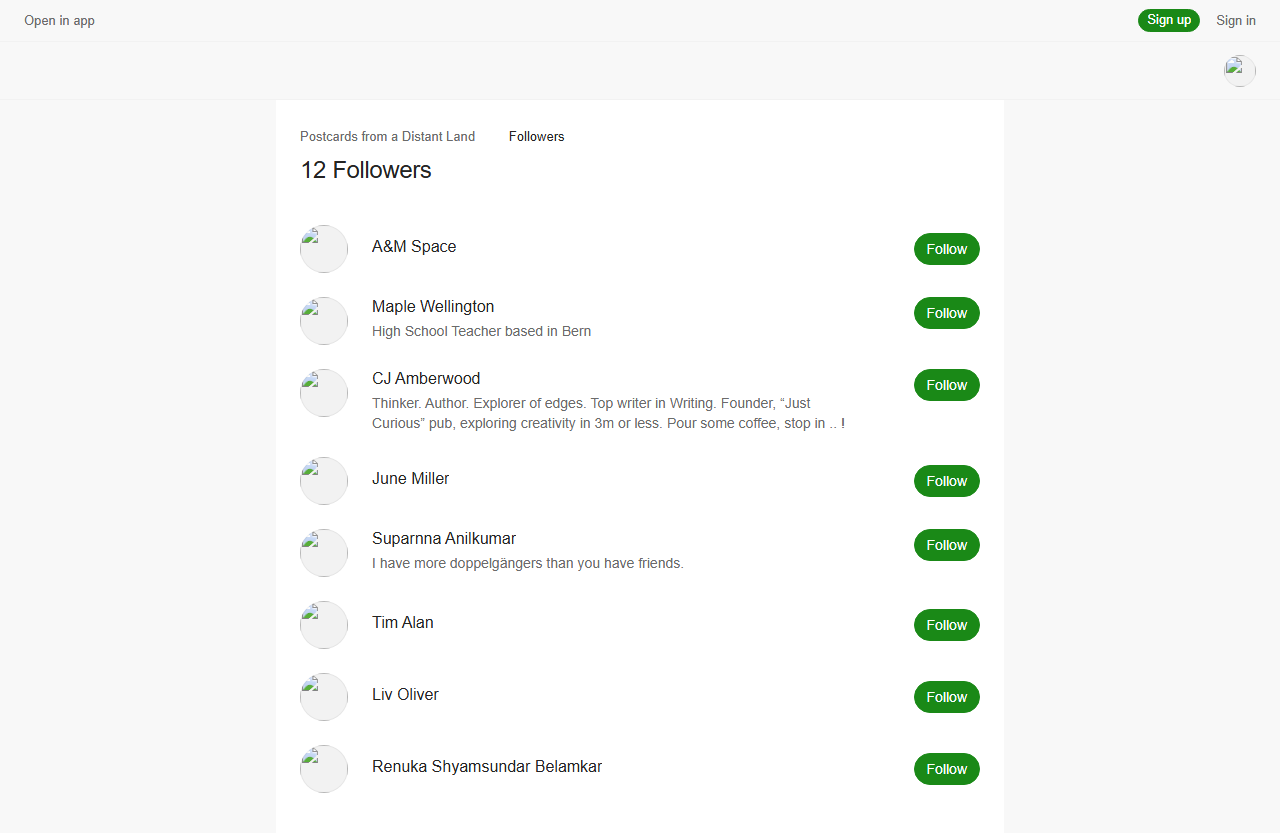 Open in app
Sign up
Sign in
Postcards from a Distant Land
Followers
12 Followers
A&M Space
Follow
Maple Wellington
High School Teacher based in Bern
Follow
CJ Amberwood
Thinker. Author. Explorer of edges. Top writer in Writing. Founder, “Just
Curious” pub, exploring creativity in 3m or less. Pour some coffee, stop in .. !
Follow
June Miller
Follow
Suparnna Anilkumar
I have more doppelgängers than you have friends.
Follow
Tim Alan
Follow
Liv Oliver
Follow
Renuka Shyamsundar Belamkar
Follow